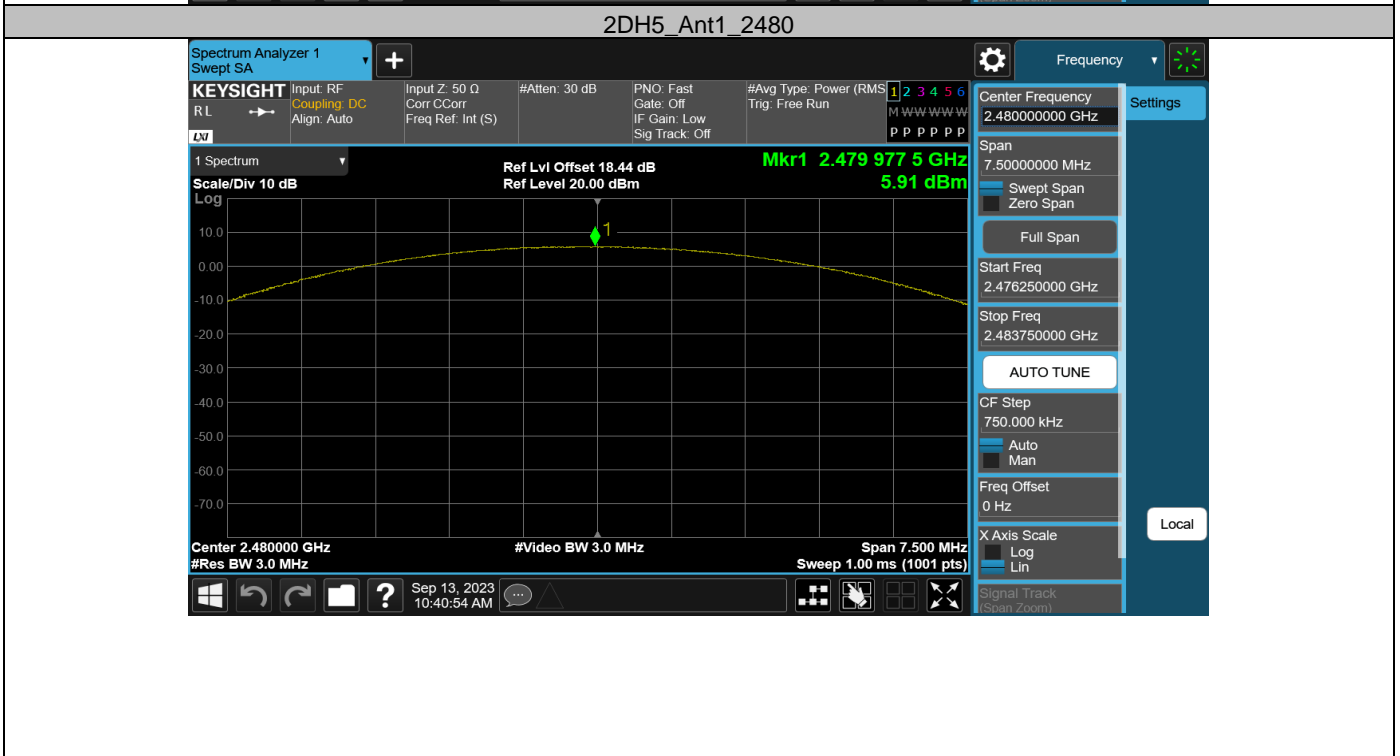 (Span Zoom)
2DH5_Ant1_2480
Spectrum Analyzer 1
Swept SA
Frequency
KEYSIGHT
RL
LXI
Input: RF
Coupling: DC
Align: Auto
Input Z: 50 Ω
Corr CCorr
Freq Ref: Int (S)
#Atten: 30 dB
PNO: Fast
Gate: Off
IF Gain: Low
Sig Track: Off
#Avg Type: Power (RMS
Trig: Free Run
1 2 3 4 5 6
M W W W W W
P P P P P P
1 Spectrum
Scale/Div 10 dB
Ref Lvl Offset 18.44 dB
Ref Level 20.00 dBm
Mkr1 2.479 977 5 GHz
5.91 dBm
Log
1
10.0
0.00
-10.0
-20.0
-30.0
-40.0
-50.0
-60.0
-70.0
Center 2.480000 GHz
#Res BW 3.0 MHz
#Video BW 3.0 MHz
Span 7.500 MHz
Sweep 1.00 ms (1001 pts)
?
Sep 13, 2023
10:40:54 AM
Center Frequency
2.480000000 GHz
Span
7.50000000 MHz
Swept Span
Zero Span
Full Span
Start Freq
2.476250000 GHz
Stop Freq
2.483750000 GHz
AUTO TUNE
CF Step
750.000 kHz
Auto
Man
Freq Offset
0 Hz
X Axis Scale
Log
Lin
Signal Track
(Span Zoom)
Settings
Local